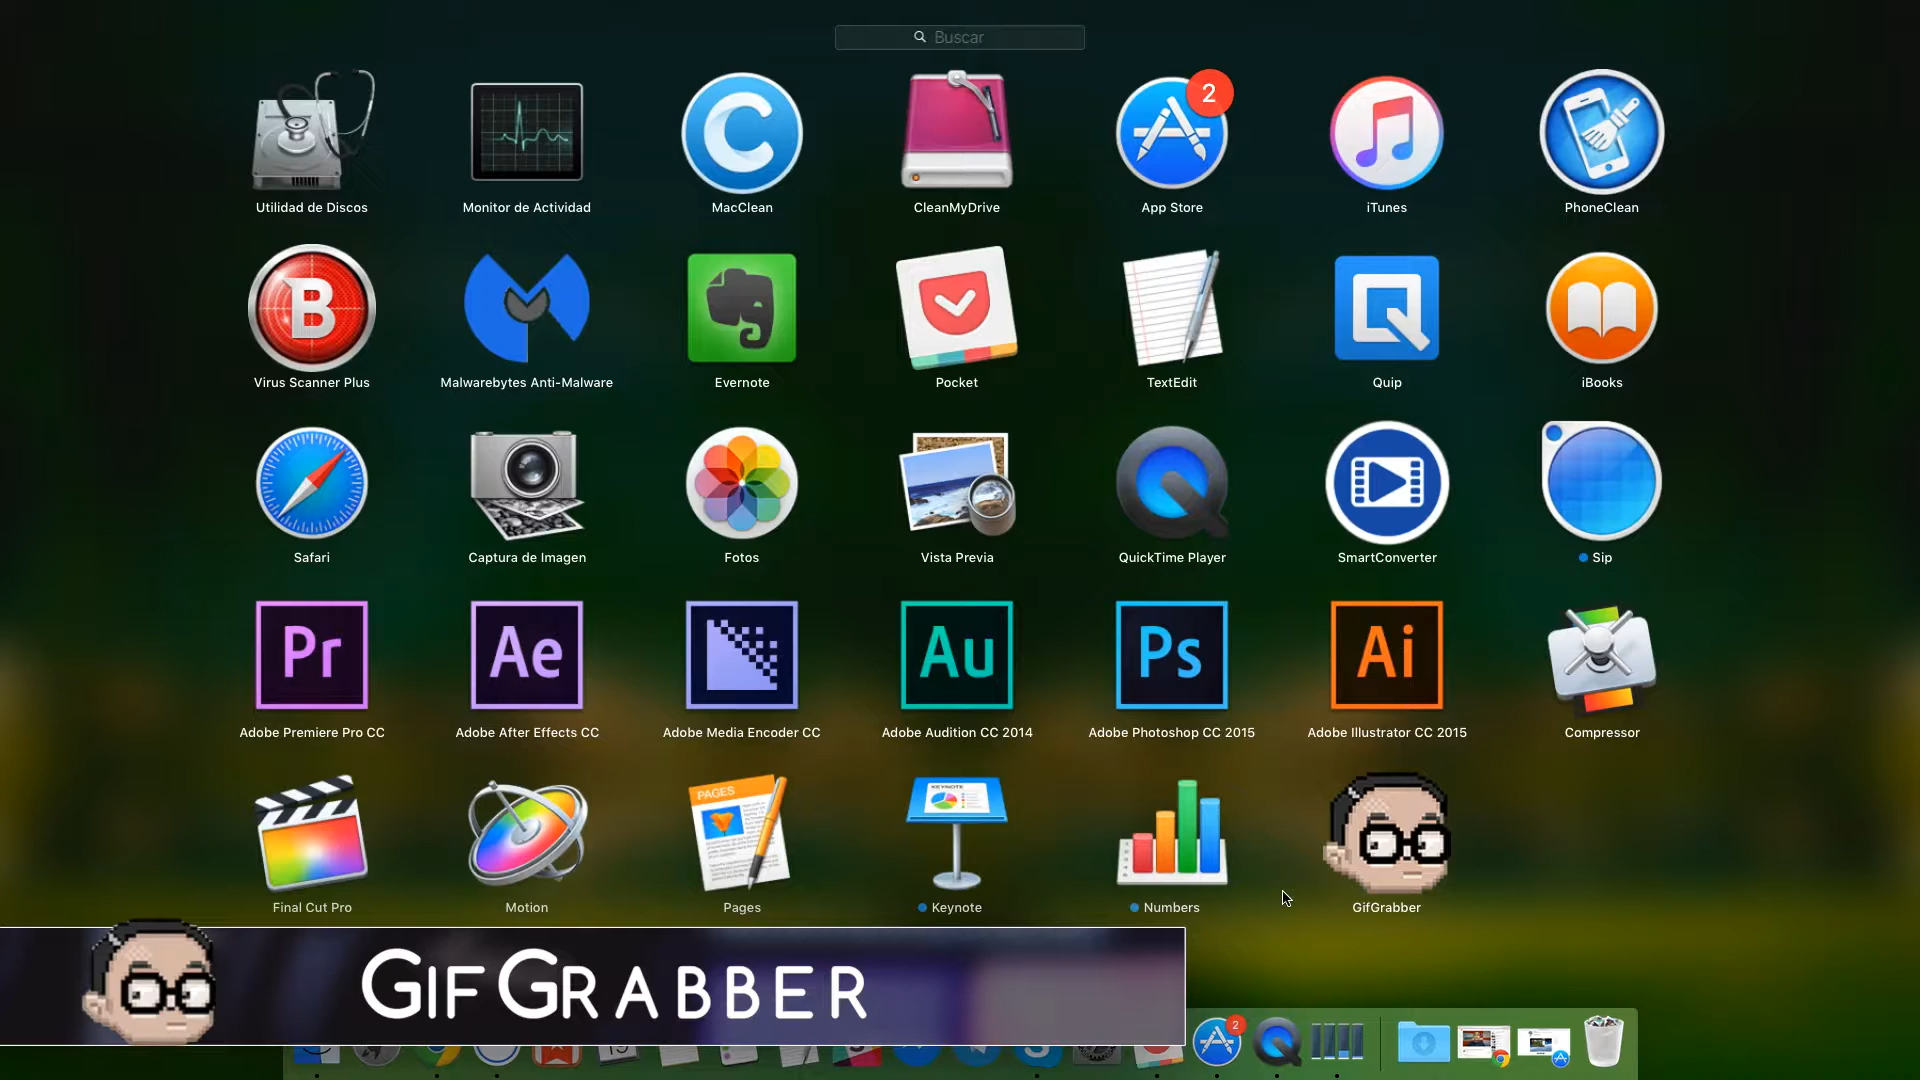 Buscar
2
Utilidad de Discos
Monitor de Actividad
C
MacClean
CleanMyDrive
App Store
iTunes
PhoneClean
B
Virus Scanner Plus
Malwarebytes Anti-Malware
Evernote
Pocket
TextEdit
Quip
iBooks
Safari
Captura de Imagen
Fotos
Vista Previa
QuickTime Player
SmartConverter
Sip
Pr
Ae
Au
Ps
Ai
Adobe Premiere Pro CC
Adobe After Effects CC
Adobe Media Encoder CC
Adobe Audition CC 2014
Adobe Photoshop CC 2015
Adobe Illustrator CC 2015
Compressor
PAGES
KEYNOTE
Final Cut Pro
Motion
Pages
Keynote
Numbers
GifGrabber
GIFGRABBER
2